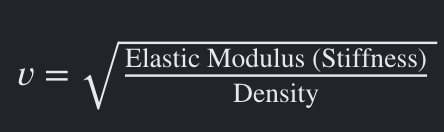 v = √(Elastic Modulus (Stiffness) / Density)